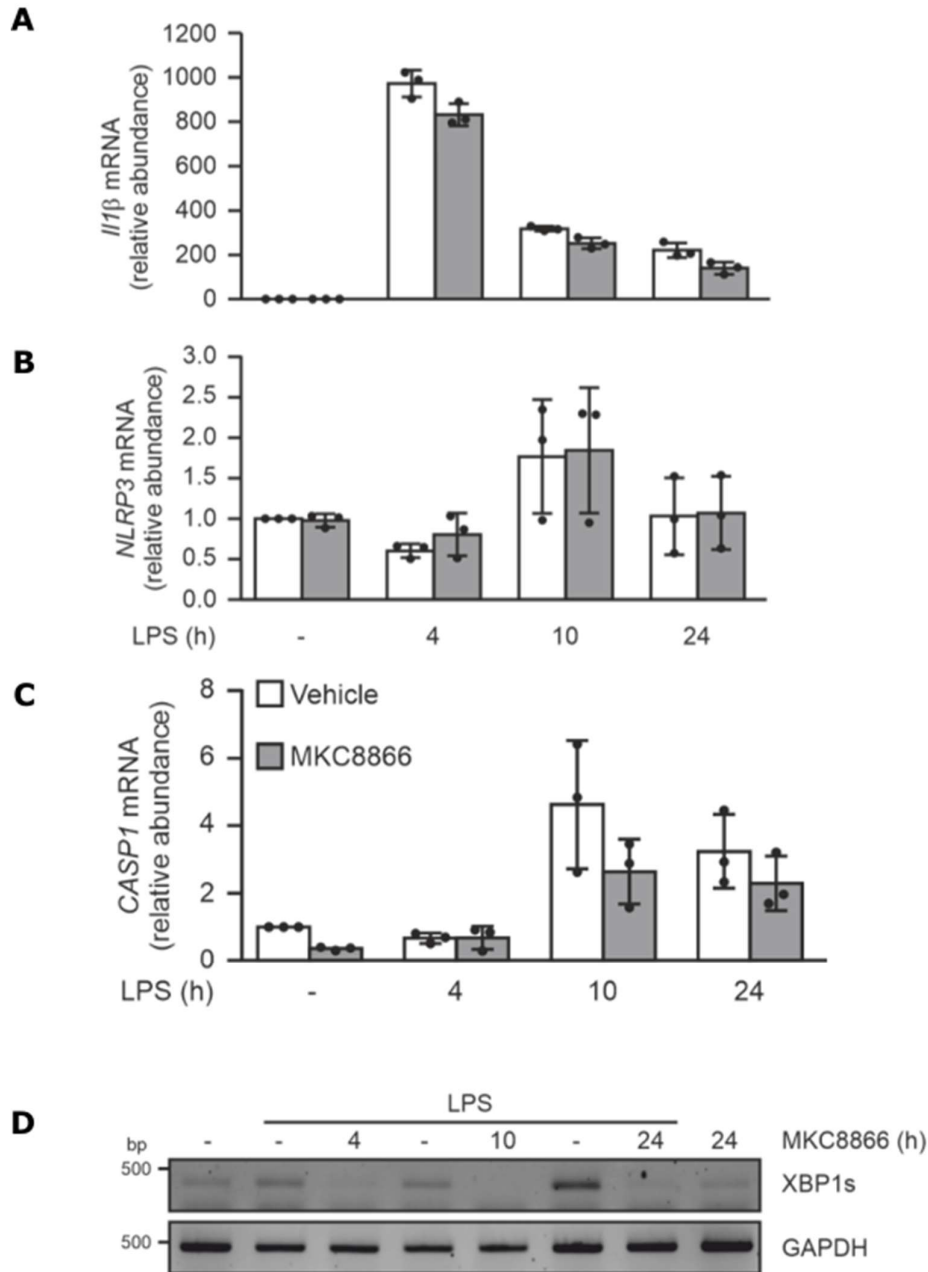 A
Il1β mRNA
(relative abundance)
1200
1000
800
600
400
200
0
B
NLRP3 mRNA
(relative abundance)
3.0
2.5
2.0
1.5
1.0
0.5
0.0
LPS (h) - 4 10 24
C
CASP1 mRNA
(relative abundance)
8
6
4
2
0
Vehicle
MKC8866
LPS (h) - 4 10 24
D
LPS
bp - - 4 - 10 - 24 24 MKC8866 (h)
500
XBP1s
500
GAPDH